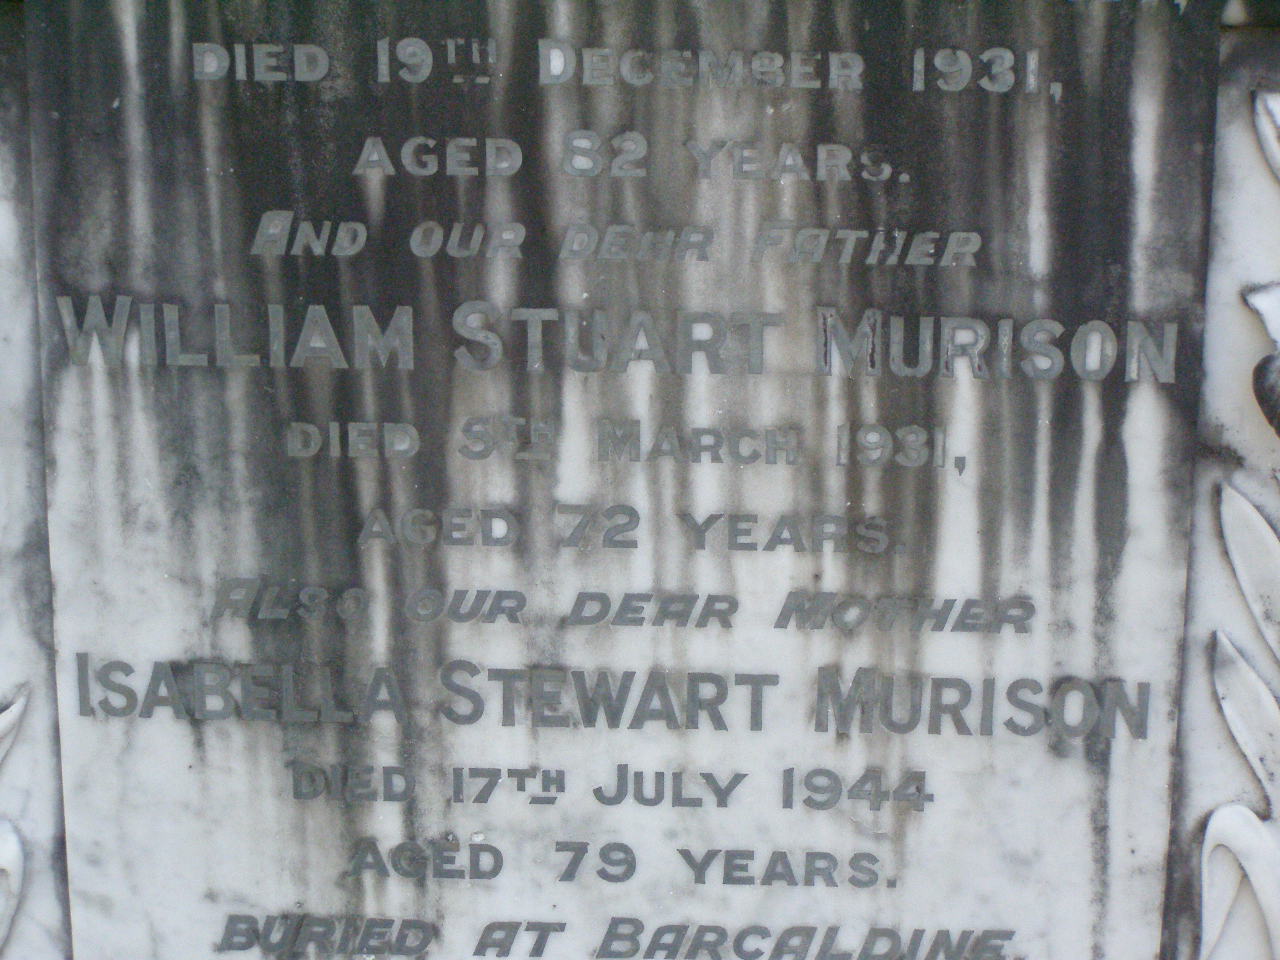 DIED 19TH DECEMBER 1931,
AGED 82 YEARS.
AND OUR DEAR FATHER
WILLIAM STUART MURISON
DIED 5TH MARCH 1931,
AGED 72 YEARS.
ALSO OUR DEAR MOTHER
ISABELLA STEWART MURISON
DIED 17TH JULY 1944
AGED 79 YEARS.
BURIED AT BARCALDINE.